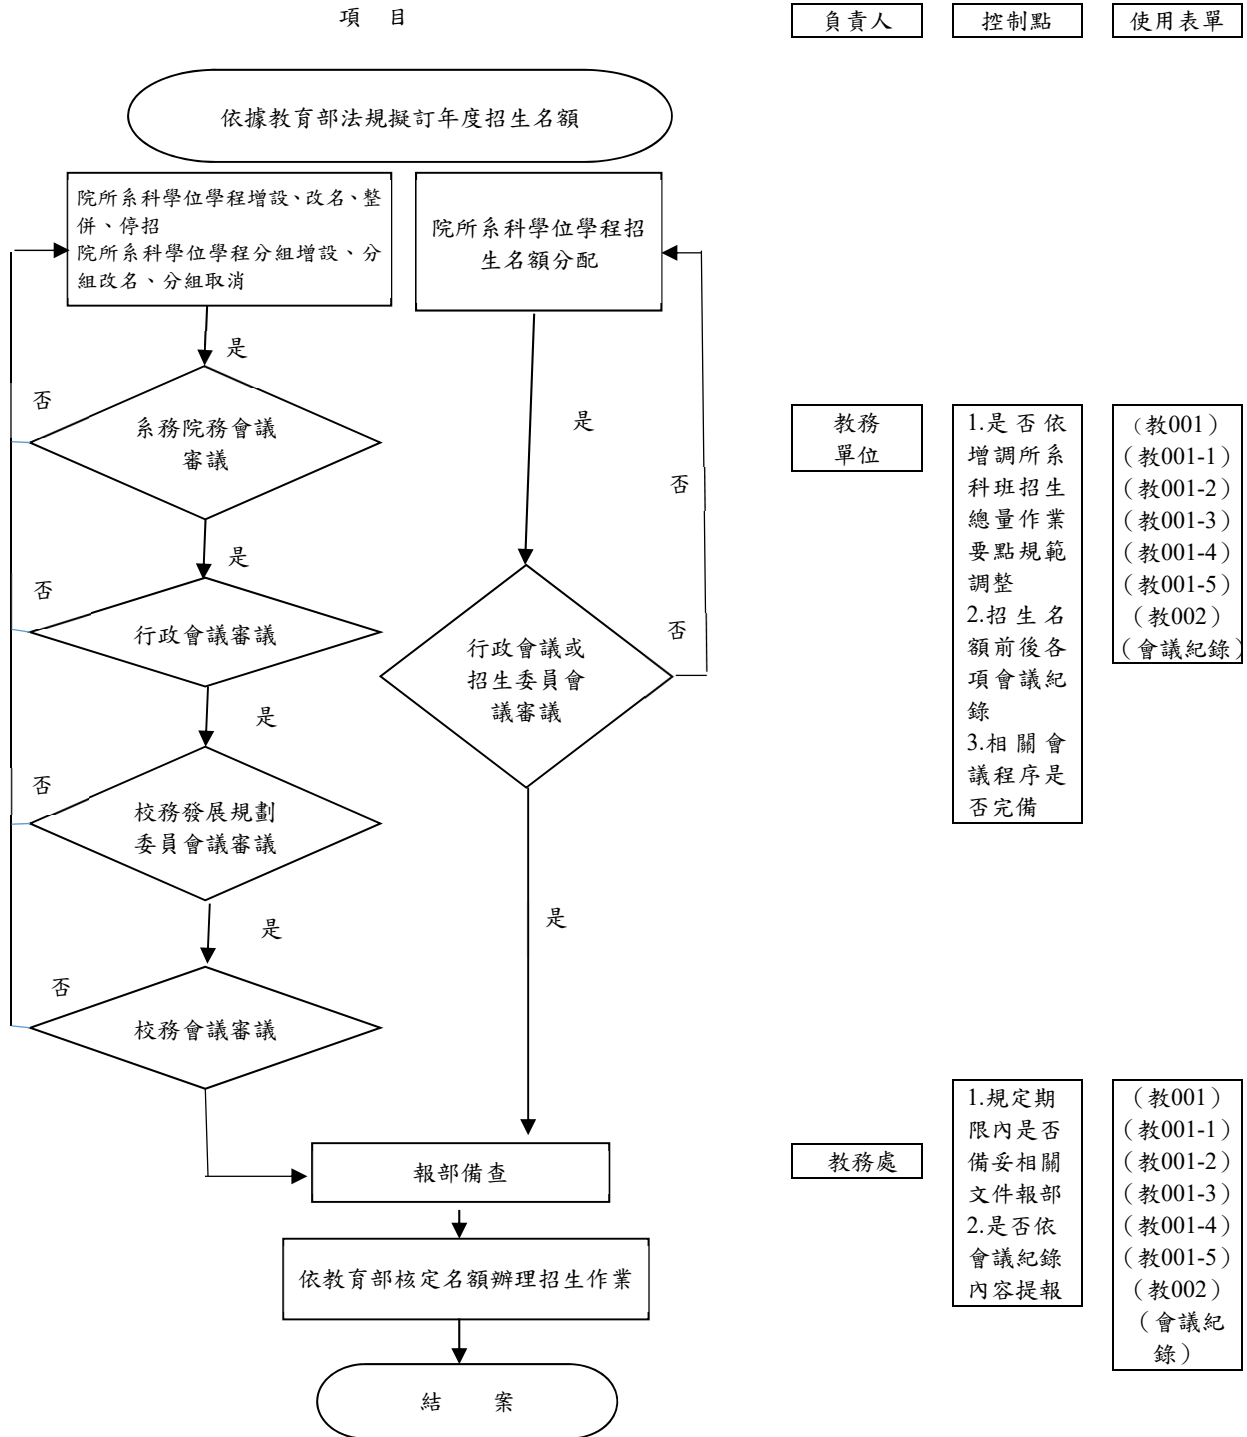 項 目
負責人
控制點
使用表單
依據教育部法規擬訂年度招生名額
院所系科學位學程增設、改名、整
併、停招
院所系科學位學程分組增設、分
組改名、分組取消
院所系科學位學程招
生名額分配
是
否
系務院務會議
審議
是
否
教務
單位
1.是否依
增調所系
科班招生
總量作業
要點規範
調整
2.招生名
額前後各
項會議紀
錄
3.相關會
議程序是
否完備
(教001)
(教001-1)
(教001-2)
(教001-3)
(教001-4)
(教001-5)
(教002)
(會議紀錄)
是
否
行政會議審議
否
行政會議或
招生委員會
議審議
是
否
校務發展規劃
委員會議審議
是
是
否
校務會議審議
報部備查
教務處
1.規定期
限內是否
備妥相關
文件報部
2.是否依
會議紀錄
內容提報
(教001)
(教001-1)
(教001-2)
(教001-3)
(教001-4)
(教001-5)
(教002)
(會議紀
錄)
依教育部核定名額辦理招生作業
結 案